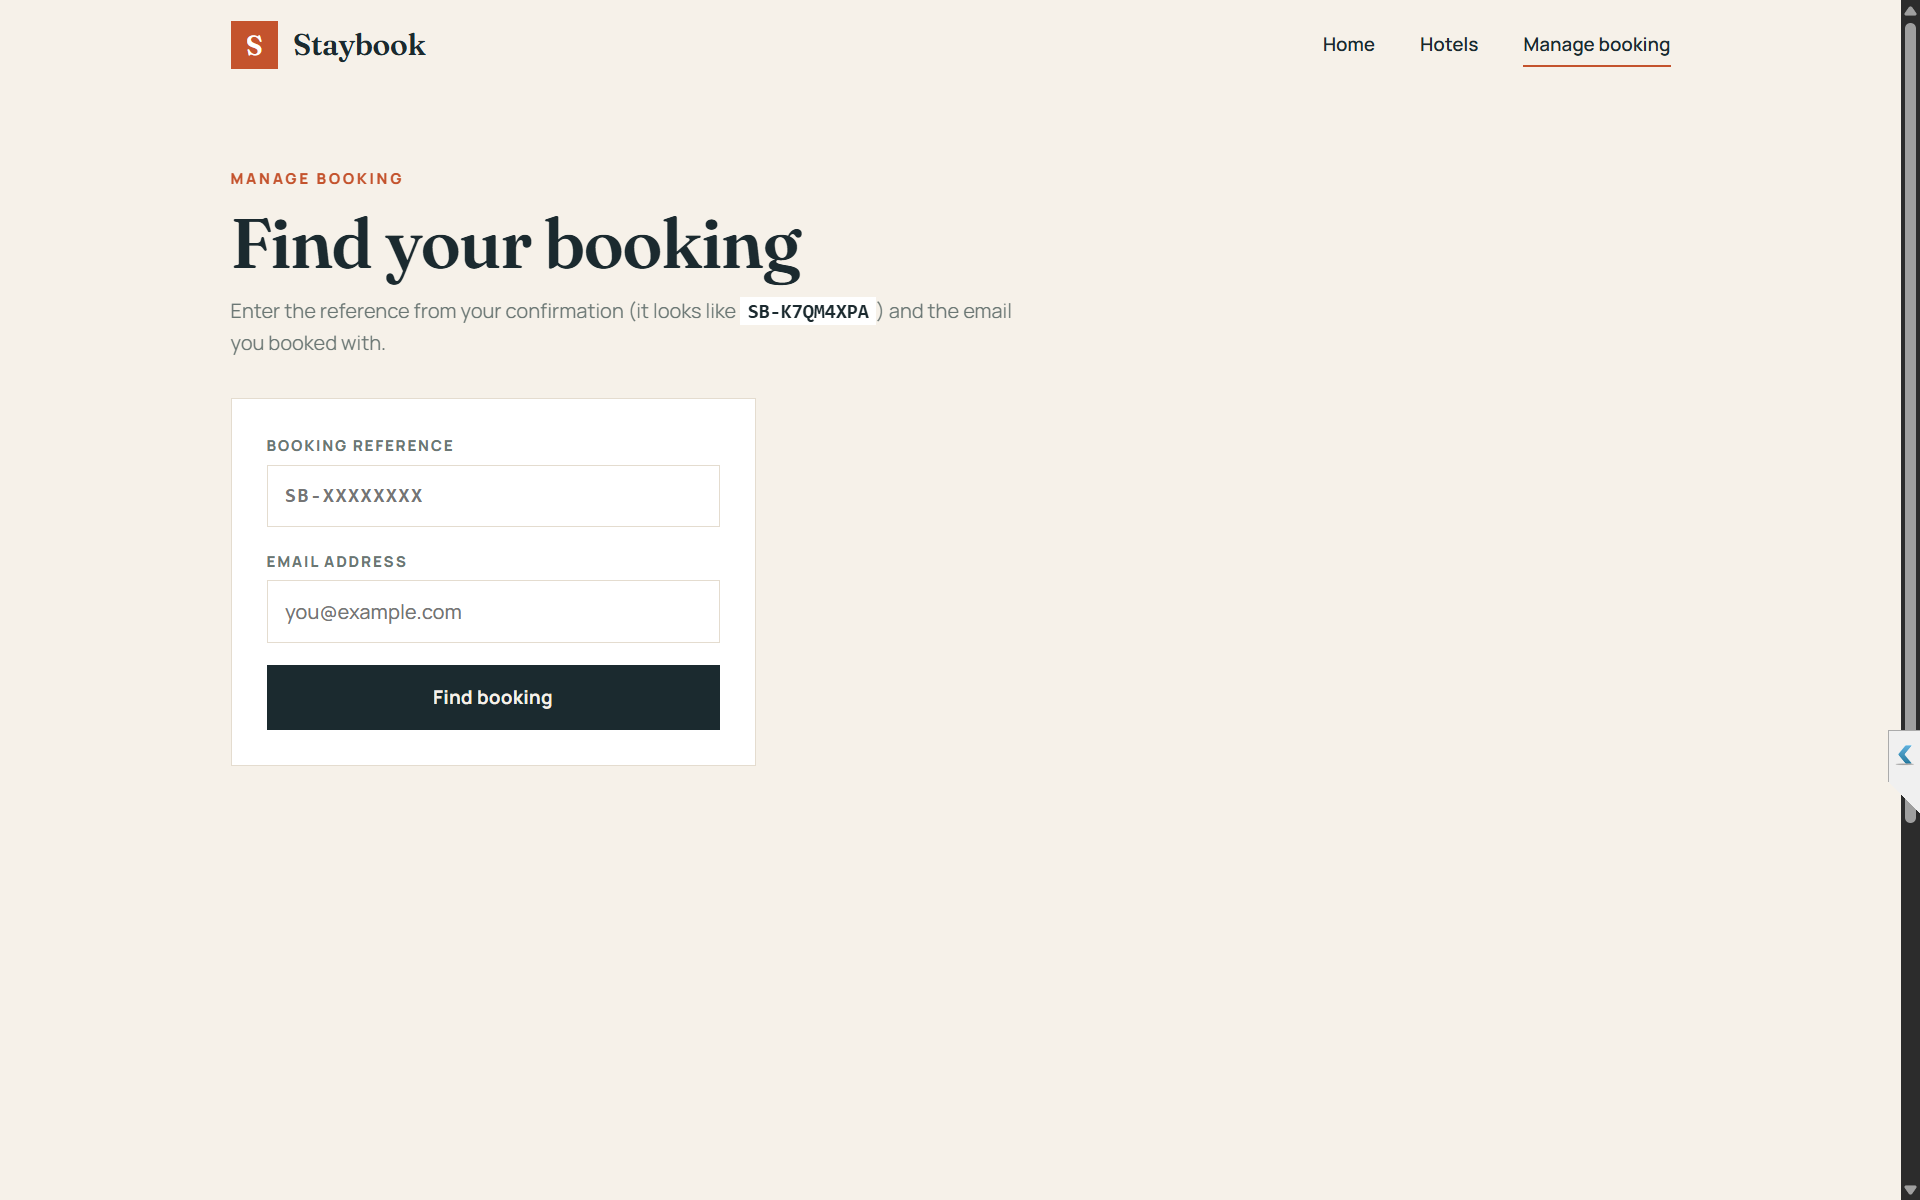 S Staybook
Home Hotels Manage booking
MANAGE BOOKING
Find your booking
Enter the reference from your confirmation (it looks like SB-K7QM4XPA) and the email
you booked with.
BOOKING REFERENCE
SB-XXXXXXXX
EMAIL ADDRESS
you@example.com
Find booking